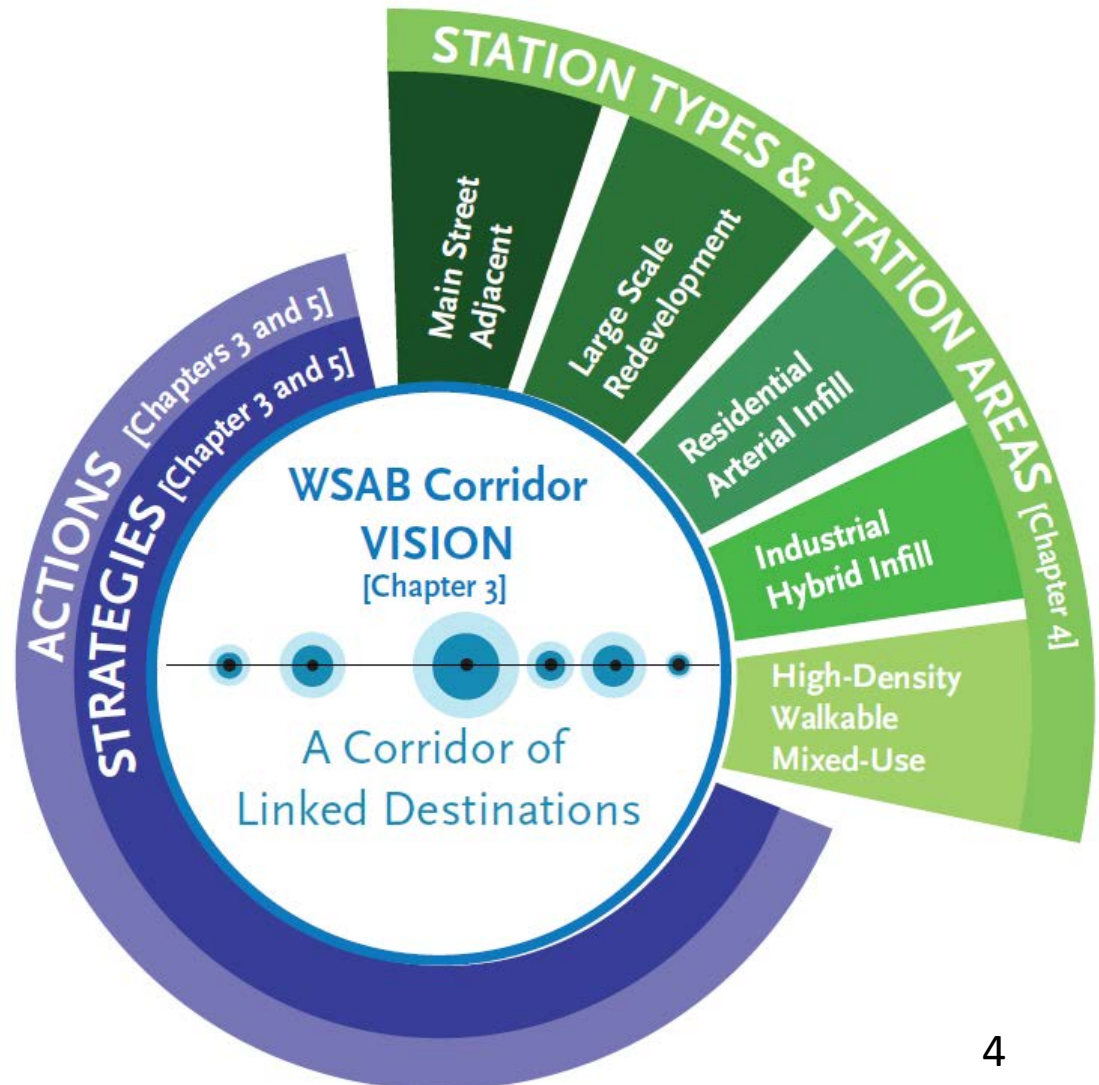 STATION TYPES & STATION AREAS [Chapter 4]
Main Street
Adjacent
Large Scale
Redevelopment
Residential
Arterial Infill
Industrial
Hybrid Infill
High-Density
Walkable
Mixed-Use
ACTIONS [Chapters 3 and 5]
STRATEGIES [Chapter 3 and 5]
WSAB Corridor
VISION
[Chapter 3]
A Corridor of
Linked Destinations
4